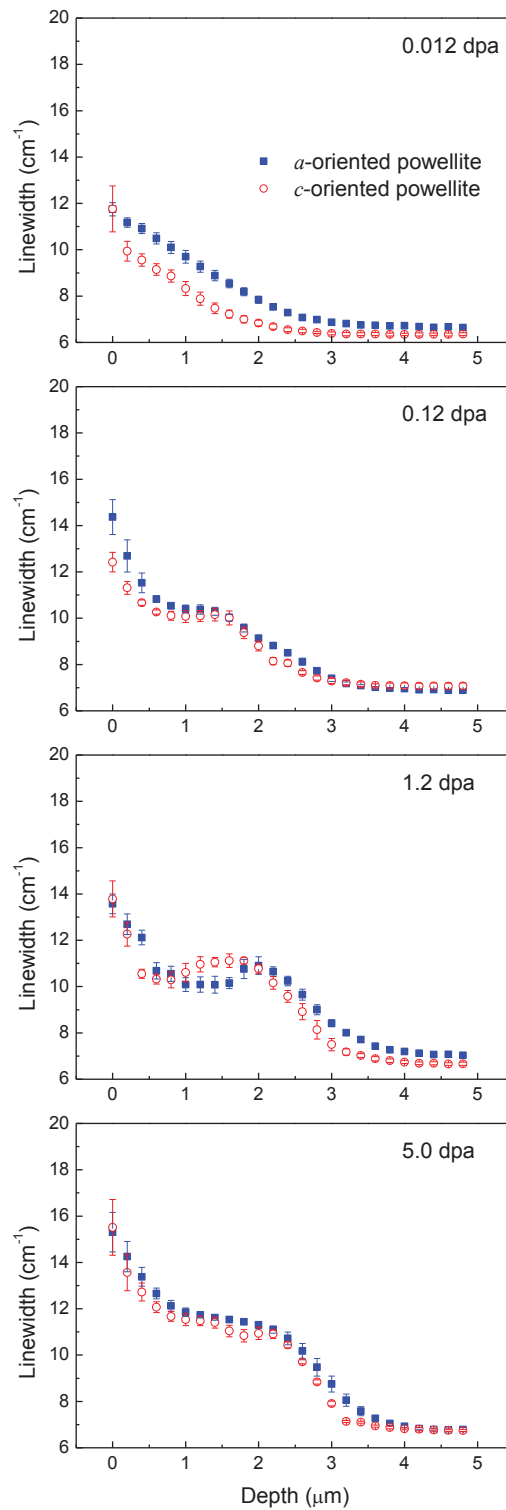 20
18
16
14
12
10
8
6
Linewidth (cm-1)
0.012 dpa
a-oriented powellite
c-oriented powellite
0 1 2 3 4 5
20
18
16
14
12
10
8
6
Linewidth (cm-1)
0.12 dpa
0 1 2 3 4 5
20
18
16
14
12
10
8
6
Linewidth (cm-1)
1.2 dpa
0 1 2 3 4 5
20
18
16
14
12
10
8
6
Linewidth (cm-1)
5.0 dpa
0 1 2 3 4 5
Depth (μm)